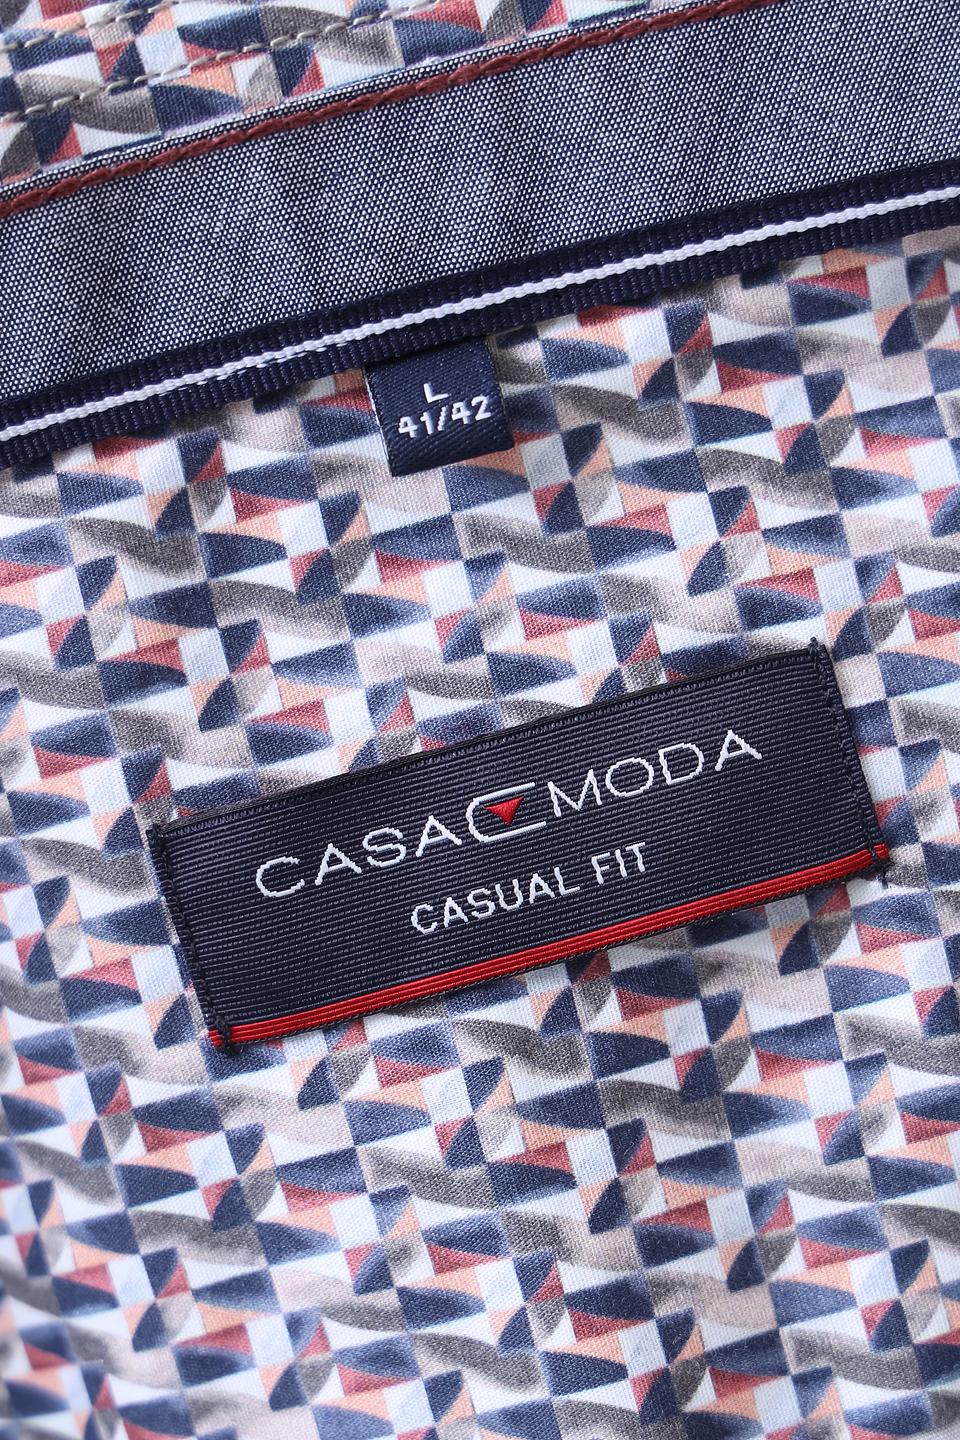 L
41/42
CASA MODA
CASUAL FIT